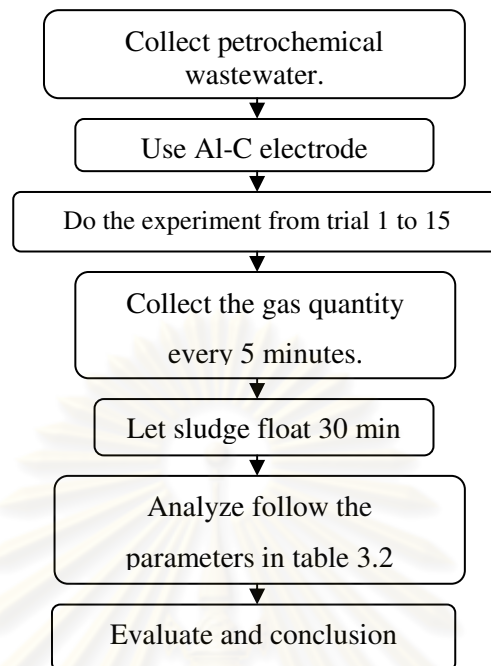 Collect petrochemical
wastewater.
Use Al-C electrode
Do the experiment from trial 1 to 15
Collect the gas quantity
every 5 minutes.
Let sludge float 30 min
Analyze follow the
parameters in table 3.2
Evaluate and conclusion